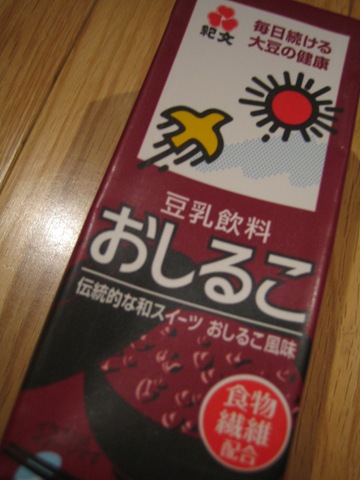 紀文
毎日続ける
大豆の健康
豆乳飲料
おしるこ
伝統的な和スイーツ おしるこ風味
食物
繊維
配合